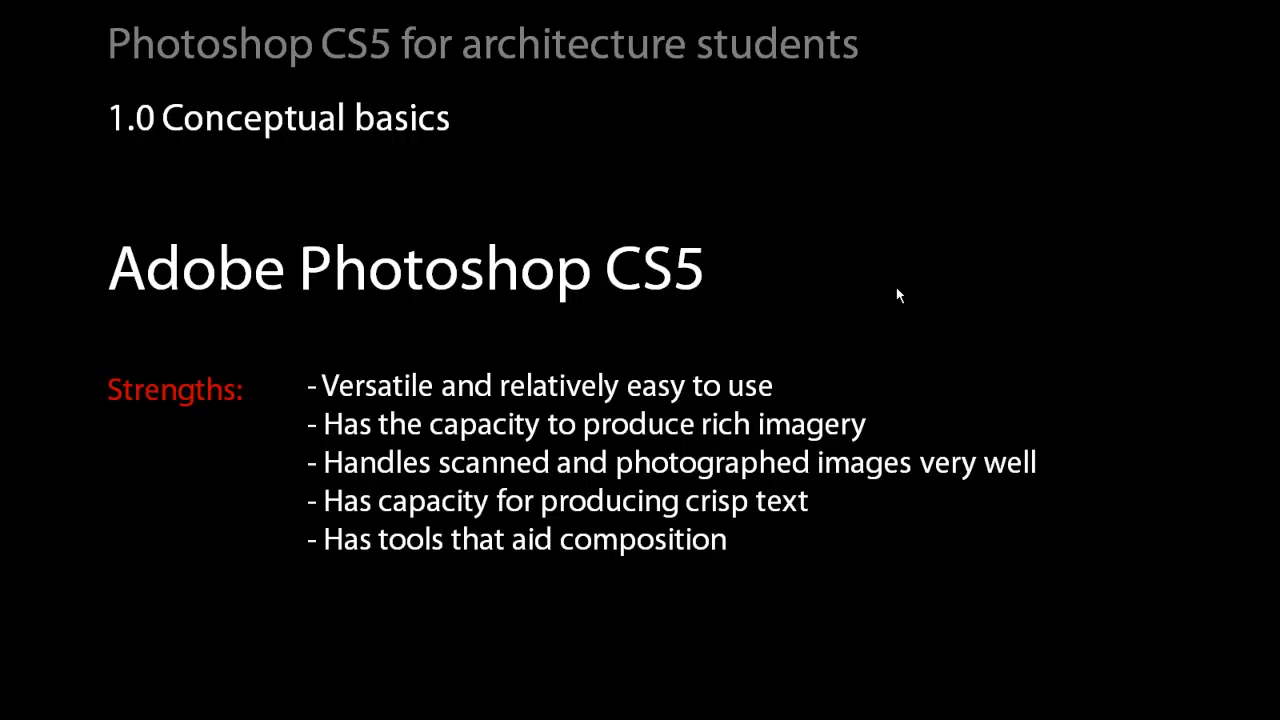 Photoshop CS5 for architecture students
1.0 Conceptual basics
Adobe Photoshop CS5
Strengths:
- Versatile and relatively easy to use
- Has the capacity to produce rich imagery
- Handles scanned and photographed images very well
- Has capacity for producing crisp text
- Has tools that aid composition